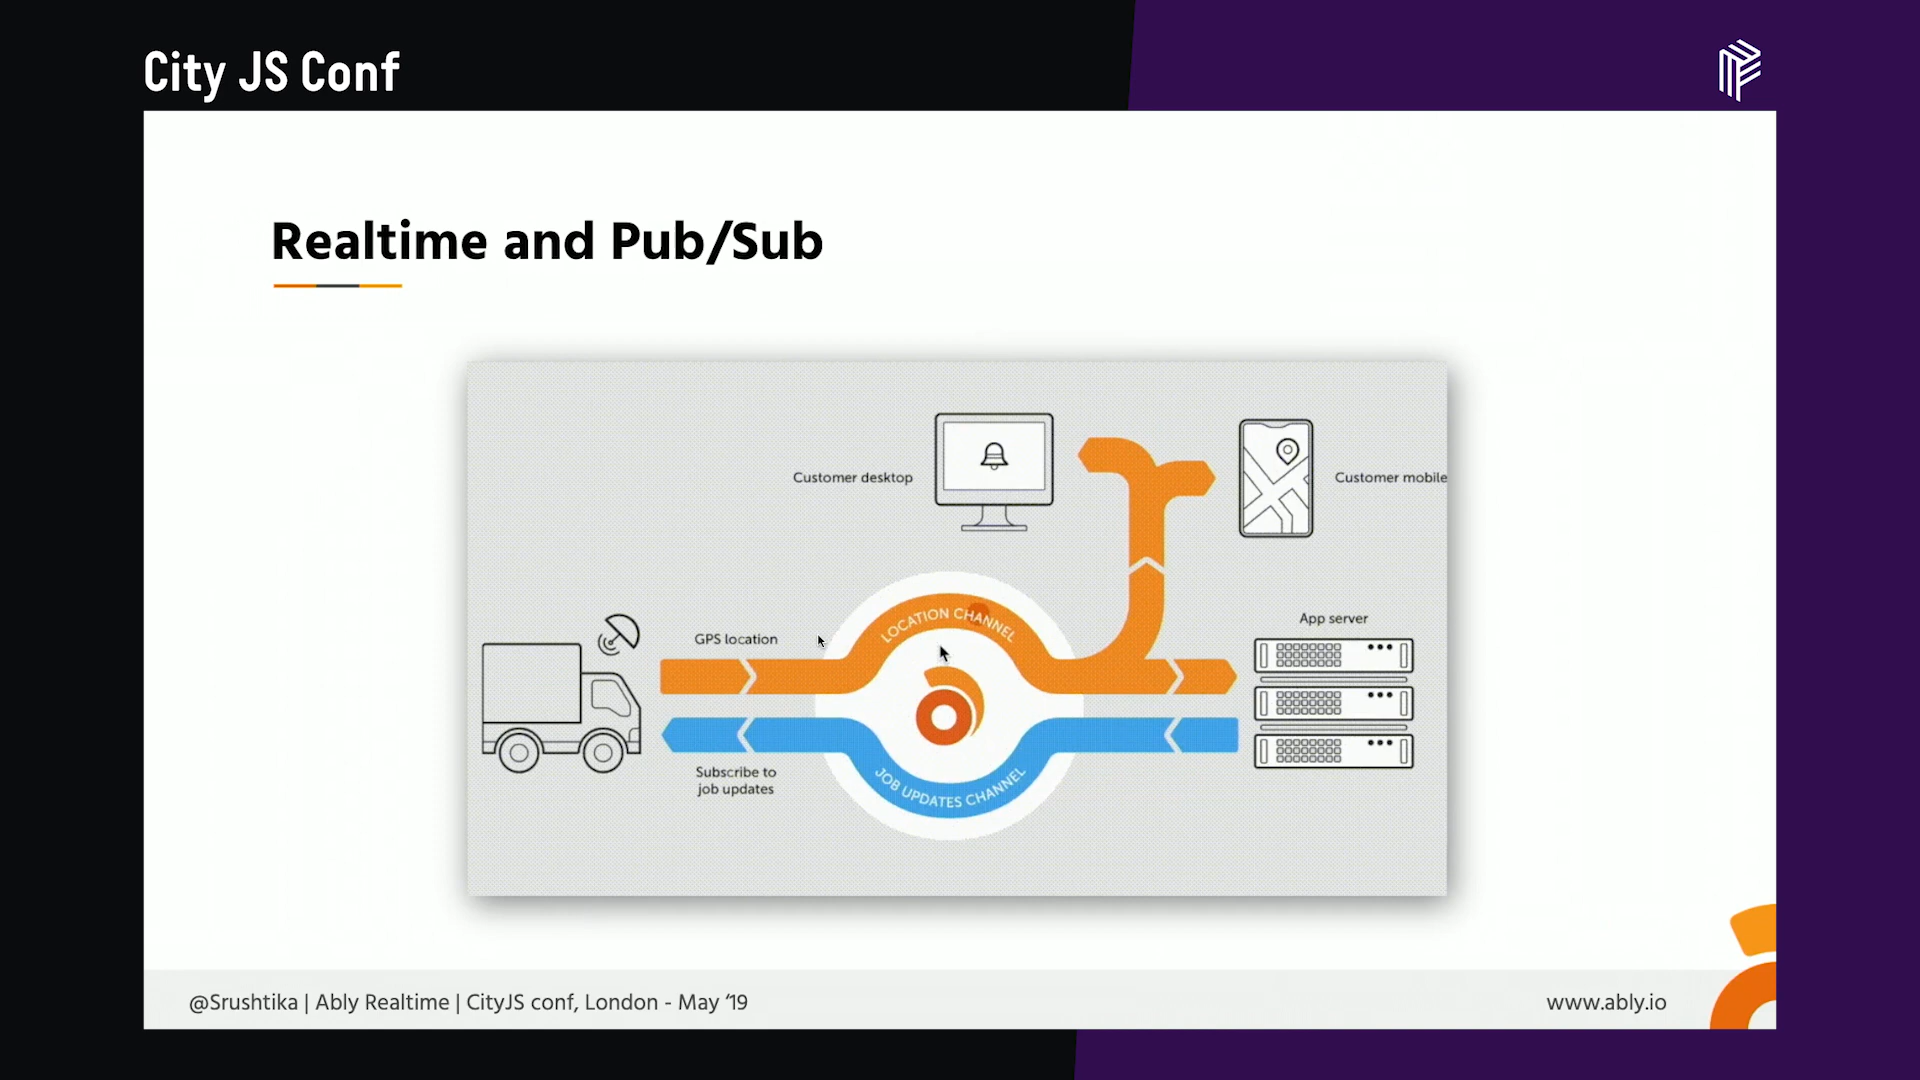 City JS Conf
Realtime and Pub/Sub
Customer desktop
Customer mobile
GPS location
LOCATION CHANNEL
App server
Subscribe to
job updates
JOB UPDATES CHANNEL
@Srushtika | Ably Realtime | CityJS conf, London - May ‘19
www.ably.io